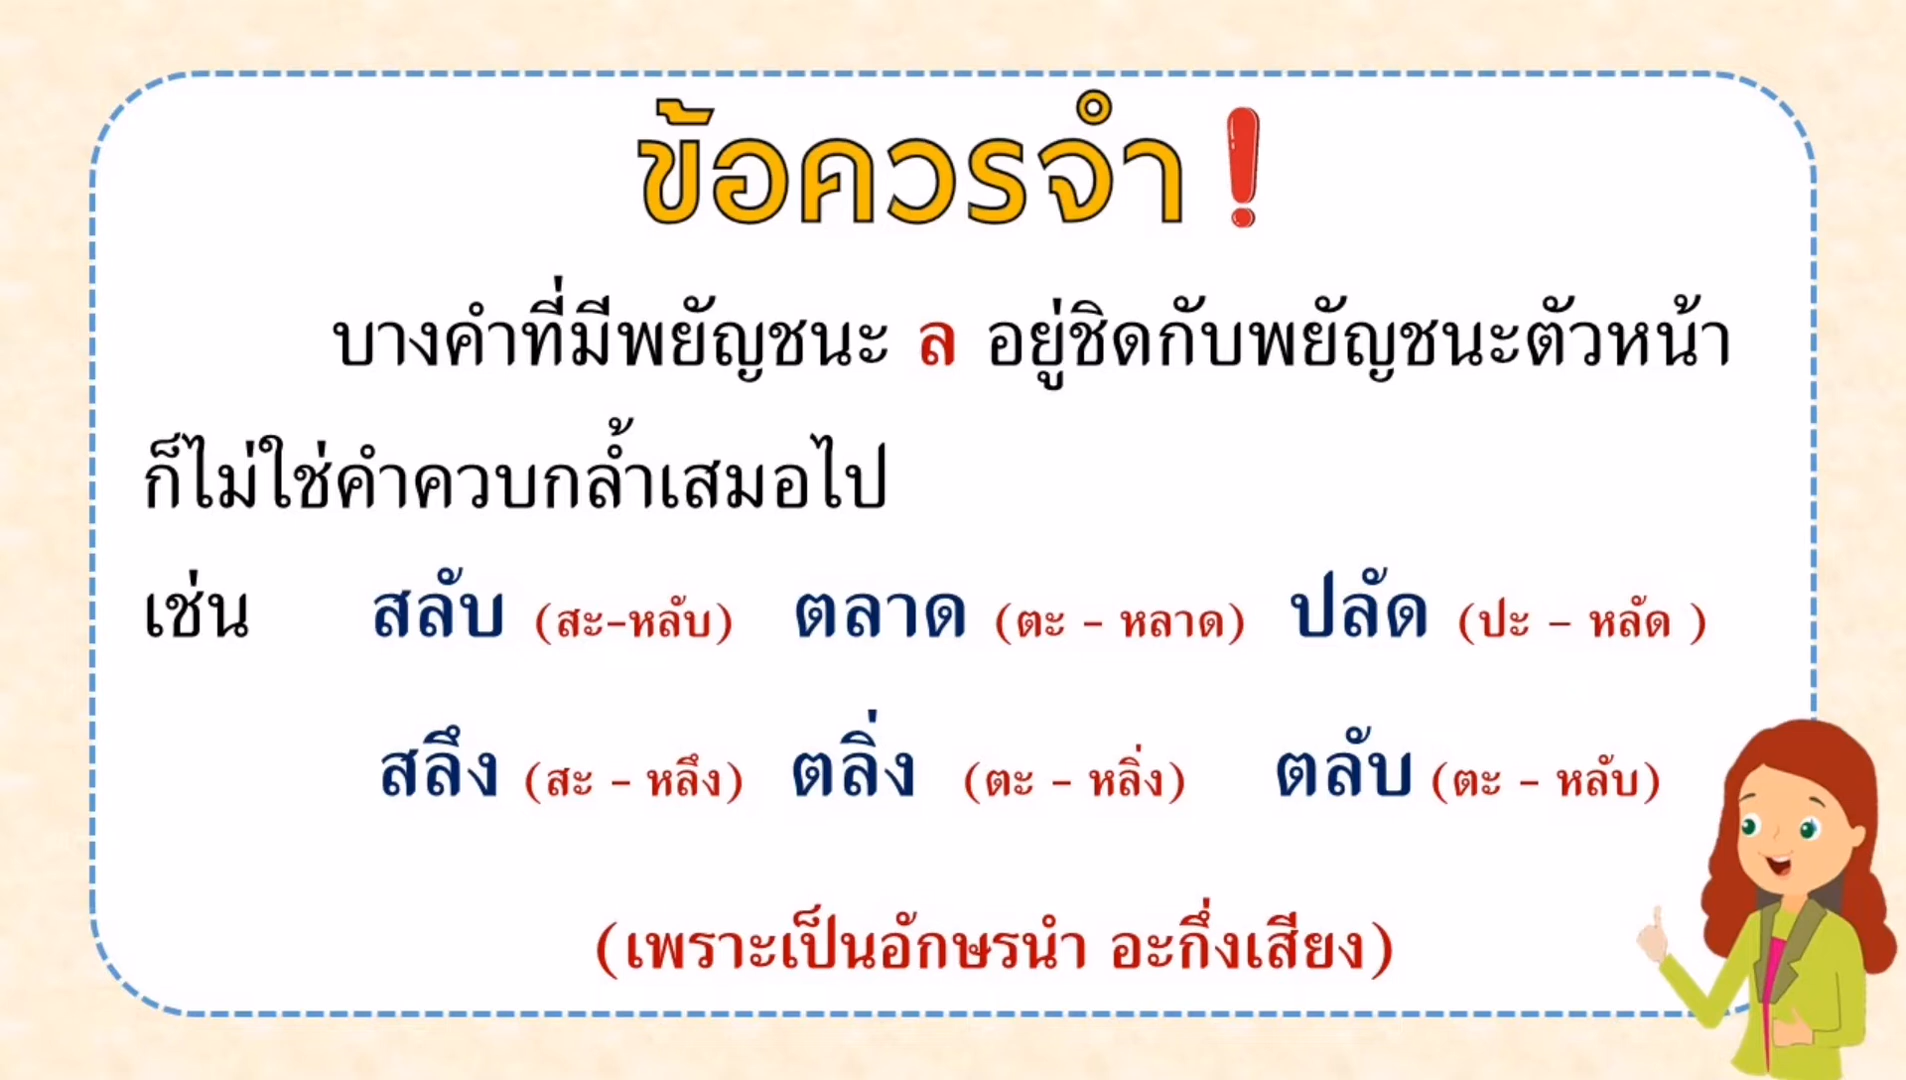 ข้อควรจำ❗
บางคำที่มีพยัญชนะ ล อยู่ชิดกับพยัญชนะตัวหน้า
ก็ไม่ใช่คำควบกล้ำเสมอไป
เช่น สลับ (สะ-หลับ) ตลาด (ตะ - หลาด) ปลัด (ปะ - หลัด )
สลึง (สะ - หลึง) ตลิ่ง (ตะ - หลิ่ง) ตลับ (ตะ - หลับ)
(เพราะเป็นอักษรนำ อะกึ่งเสียง)